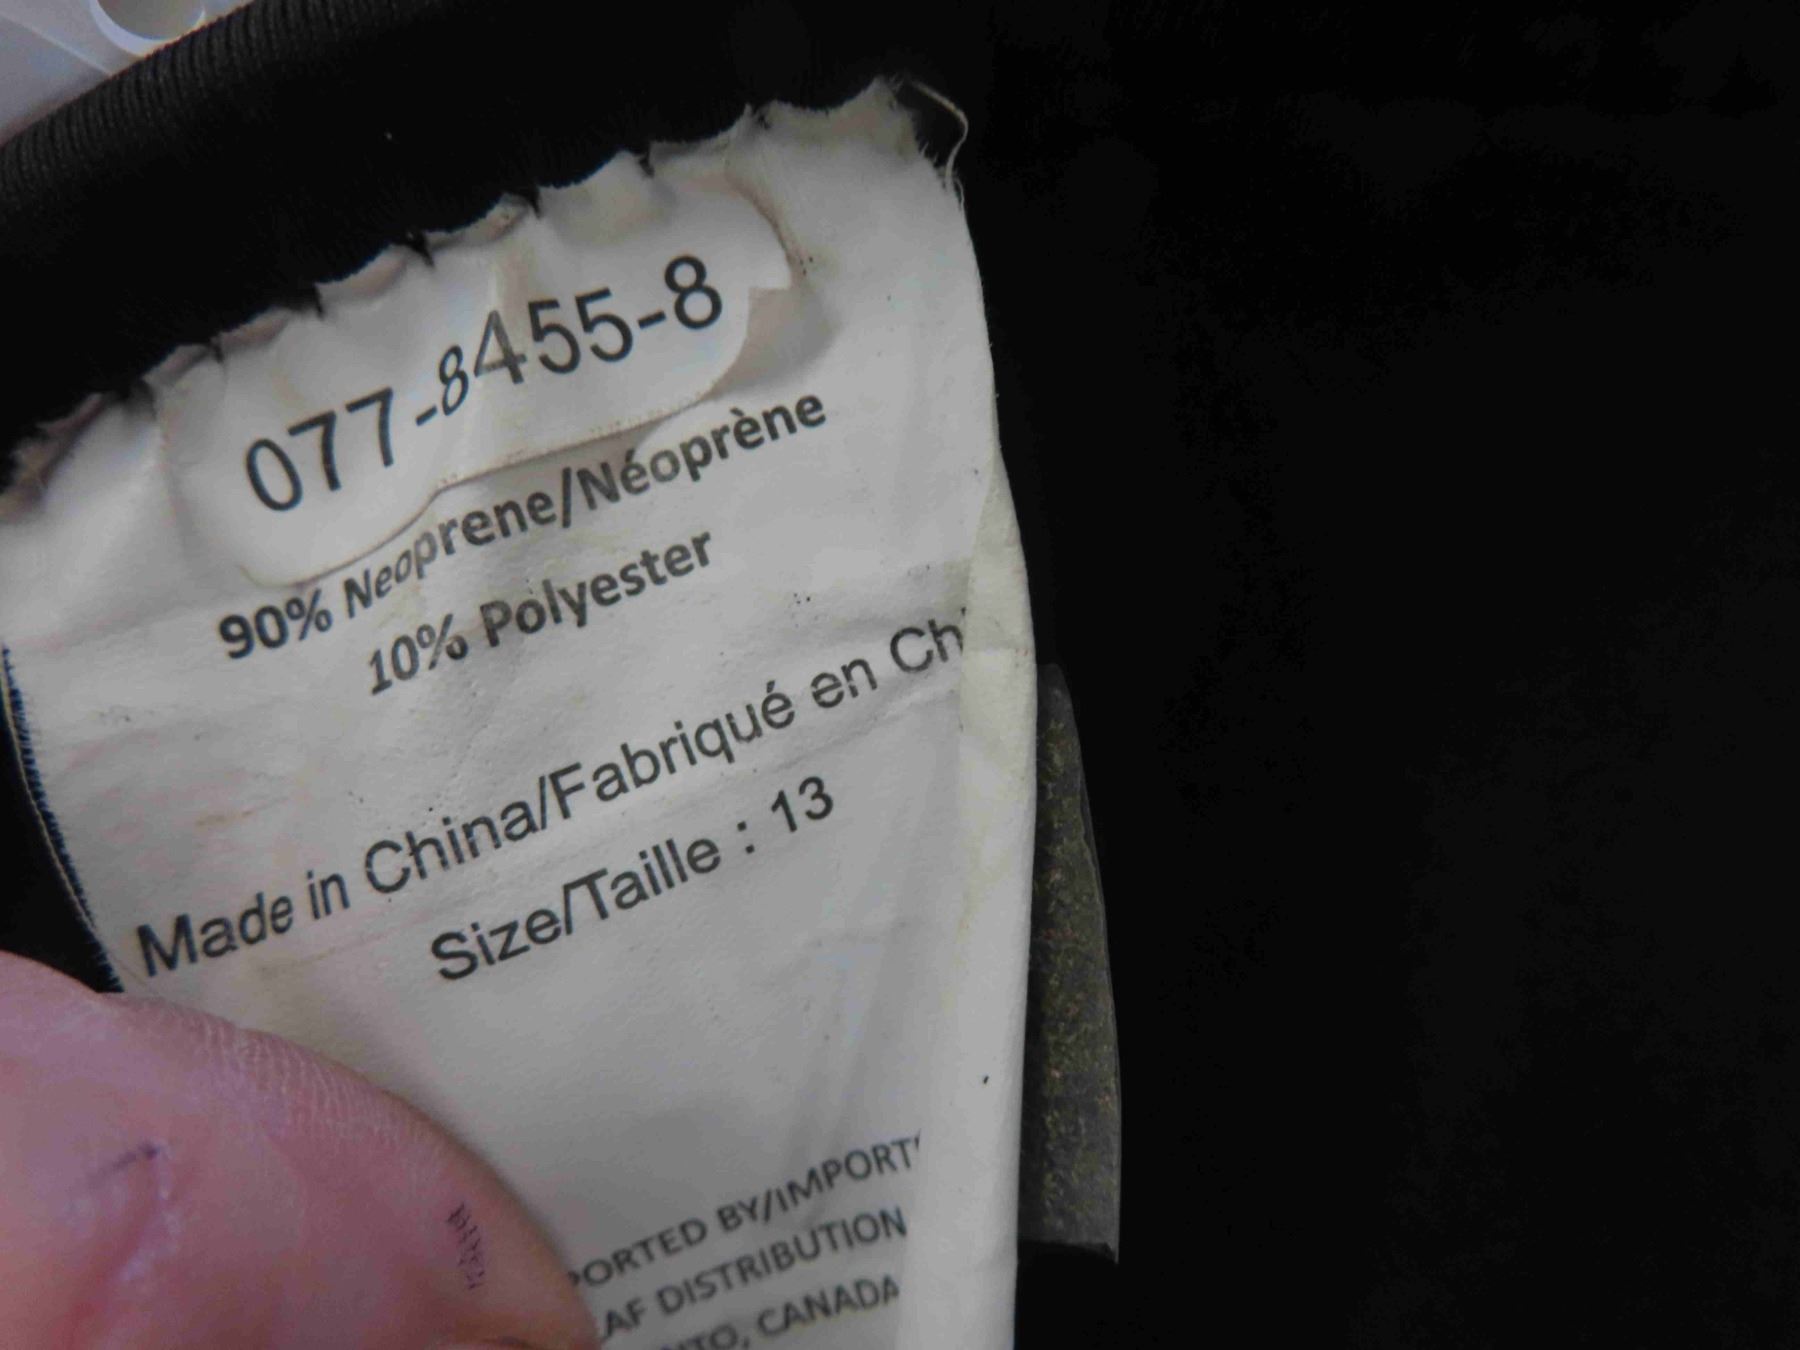 077-8455-8
90% Neoprene/Néoprène
10% Polyester
Made in China/Fabriqué en Ch
Size/Taille : 13
PORTED BY/IMPORT
AF DISTRIBUTION
NTO, CANADA